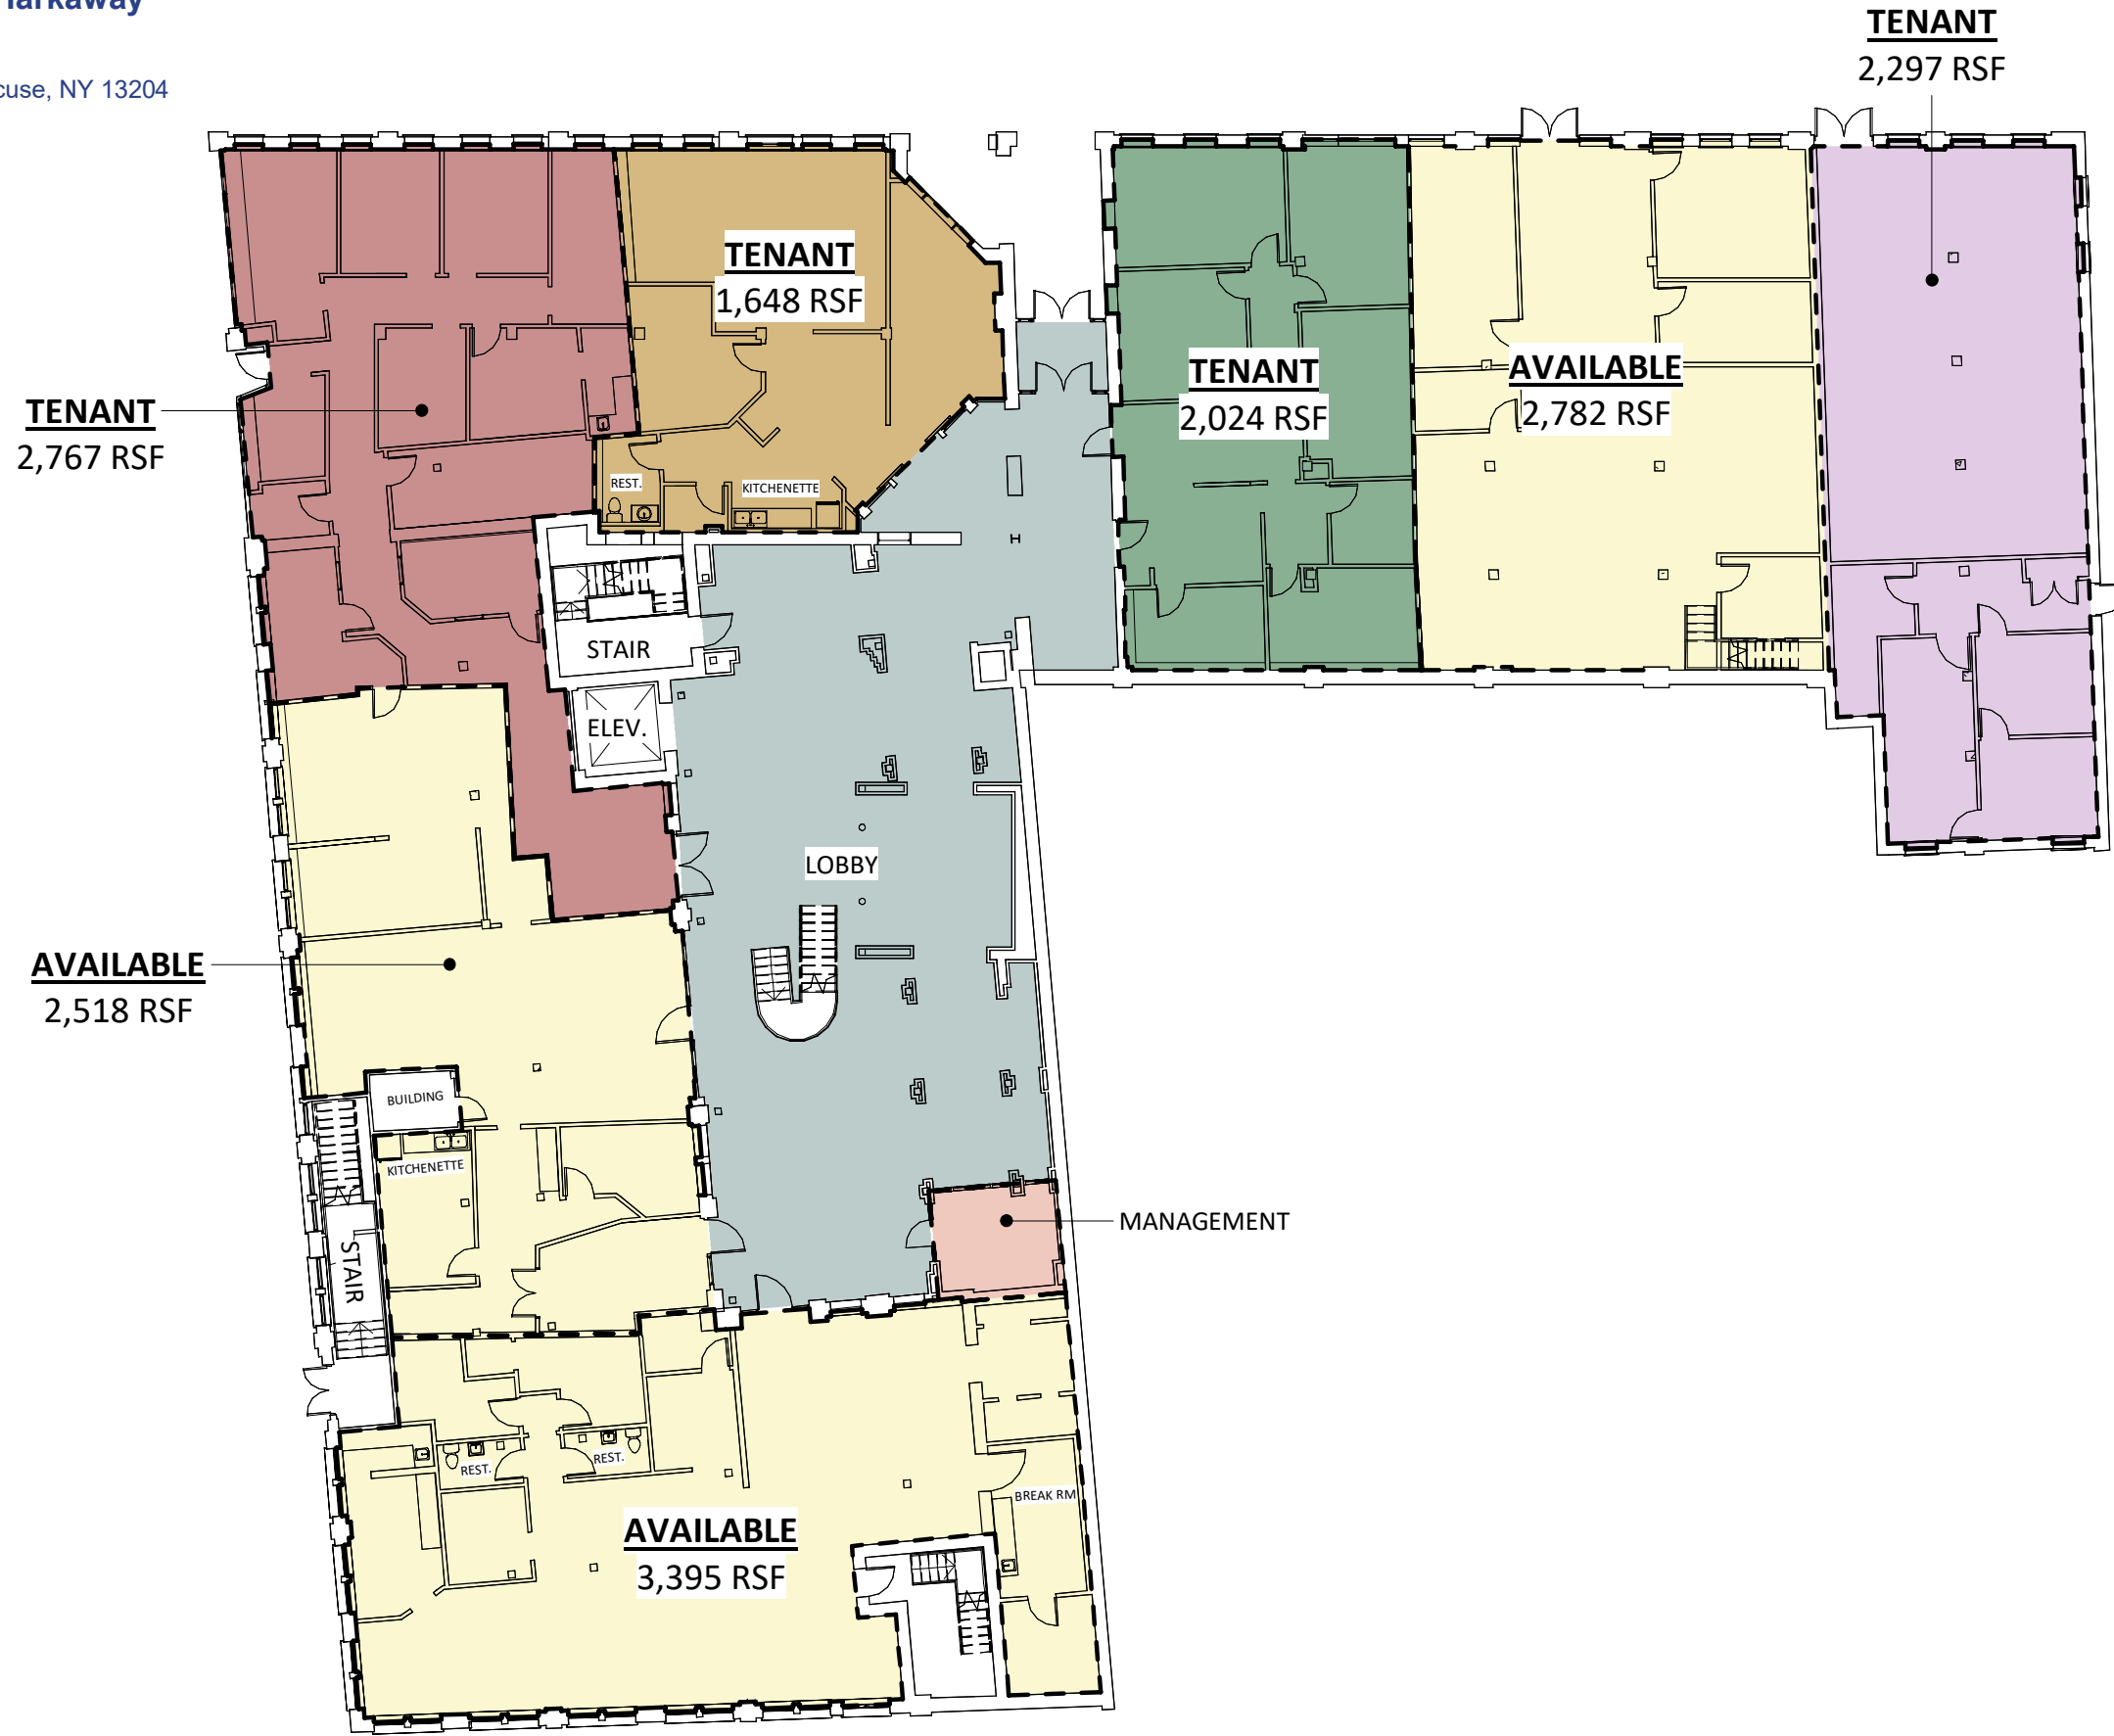 cuse, NY 13204
TENANT
2,297 RSF
TENANT
1,648 RSF
TENANT
2,024 RSF
AVAILABLE
2,782 RSF
TENANT
2,767 RSF
REST.
KITCHENETTE
STAIR
ELEV.
LOBBY
AVAILABLE
2,518 RSF
BUILDING
KITCHENETTE
STAIR
MANAGEMENT
REST.
REST.
BREAK RM
AVAILABLE
3,395 RSF